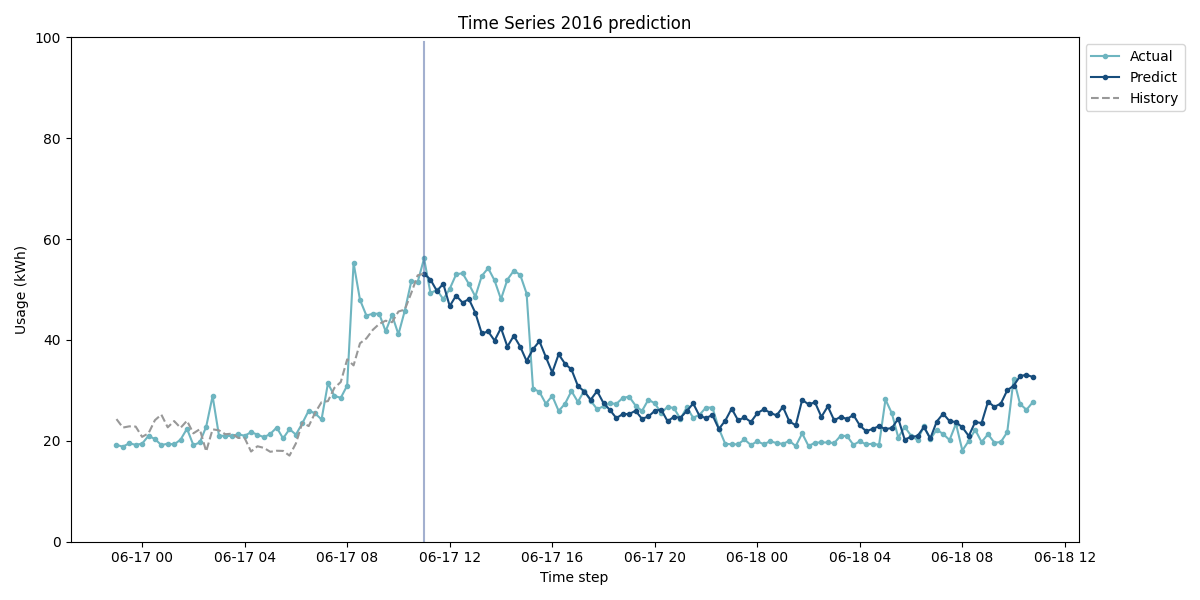 Time Series 2016 prediction
Actual
Predict
History
Usage (kWh)
100
80
60
40
20
0
06-17 00 06-17 04 06-17 08 06-17 12 06-17 16 06-17 20 06-18 00 06-18 04 06-18 08 06-18 12
Time step